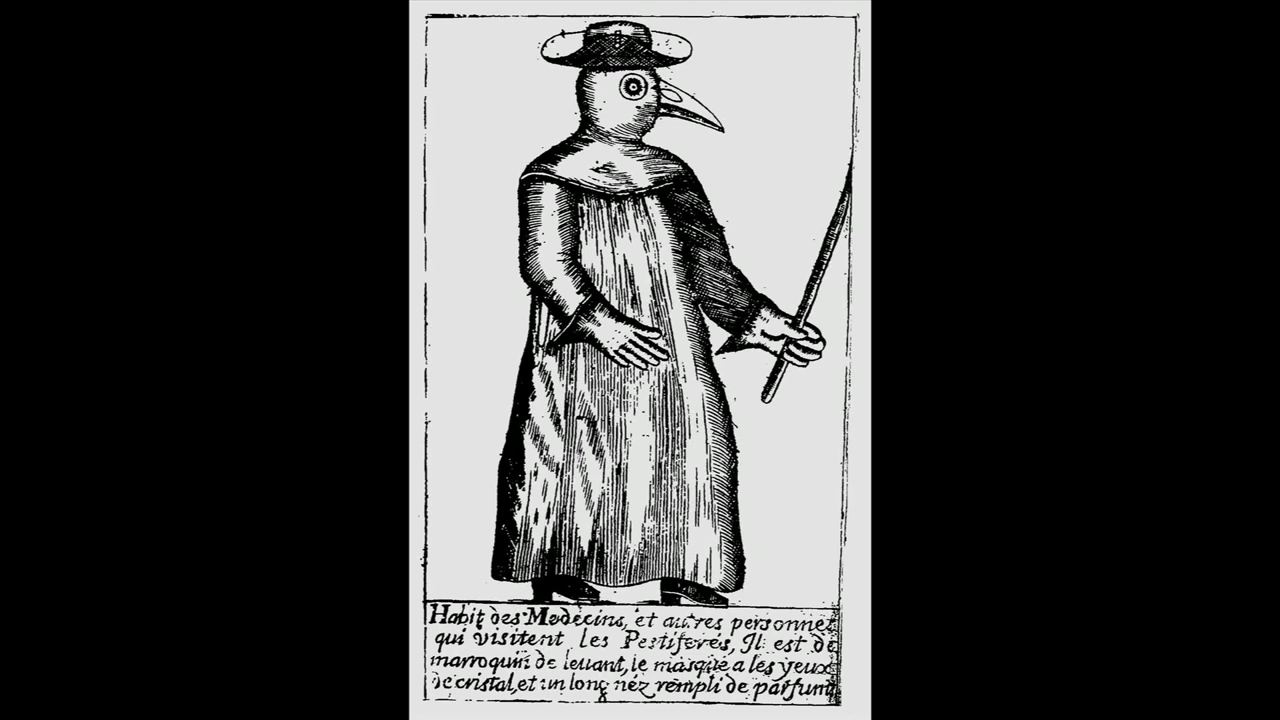 Habit des Medecins, et autres personnes
qui visitent les Pestiferés, Il est de
marroquin de leuant, le masque a les yeux
de cristal, et un long néz rempli de parfums